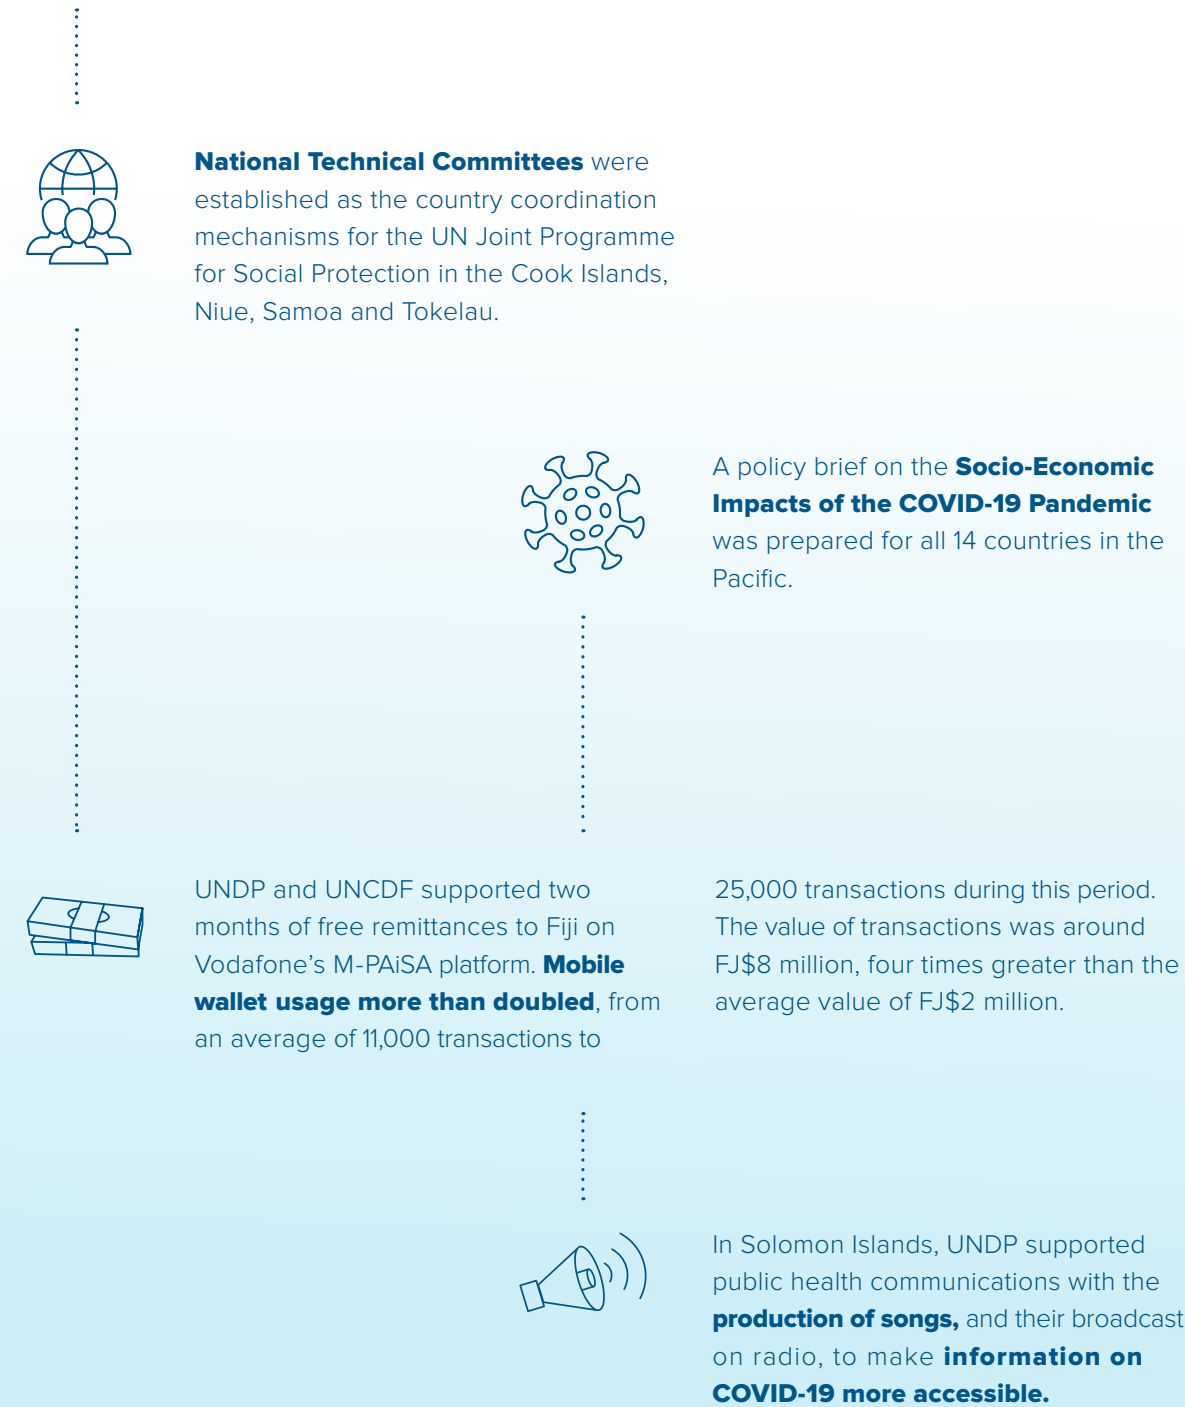 National Technical Committees were
established as the country coordination
mechanisms for the UN Joint Programme
for Social Protection in the Cook Islands,
Niue, Samoa and Tokelau.
A policy brief on the Socio-Economic
Impacts of the COVID-19 Pandemic
was prepared for all 14 countries in the
Pacific.
UNDP and UNCDF supported two
months of free remittances to Fiji on
Vodafone’s M-PAiSA platform. Mobile
wallet usage more than doubled, from
an average of 11,000 transactions to
25,000 transactions during this period.
The value of transactions was around
FJ$8 million, four times greater than the
average value of FJ$2 million.
In Solomon Islands, UNDP supported
public health communications with the
production of songs, and their broadcast
on radio, to make information on
COVID-19 more accessible.